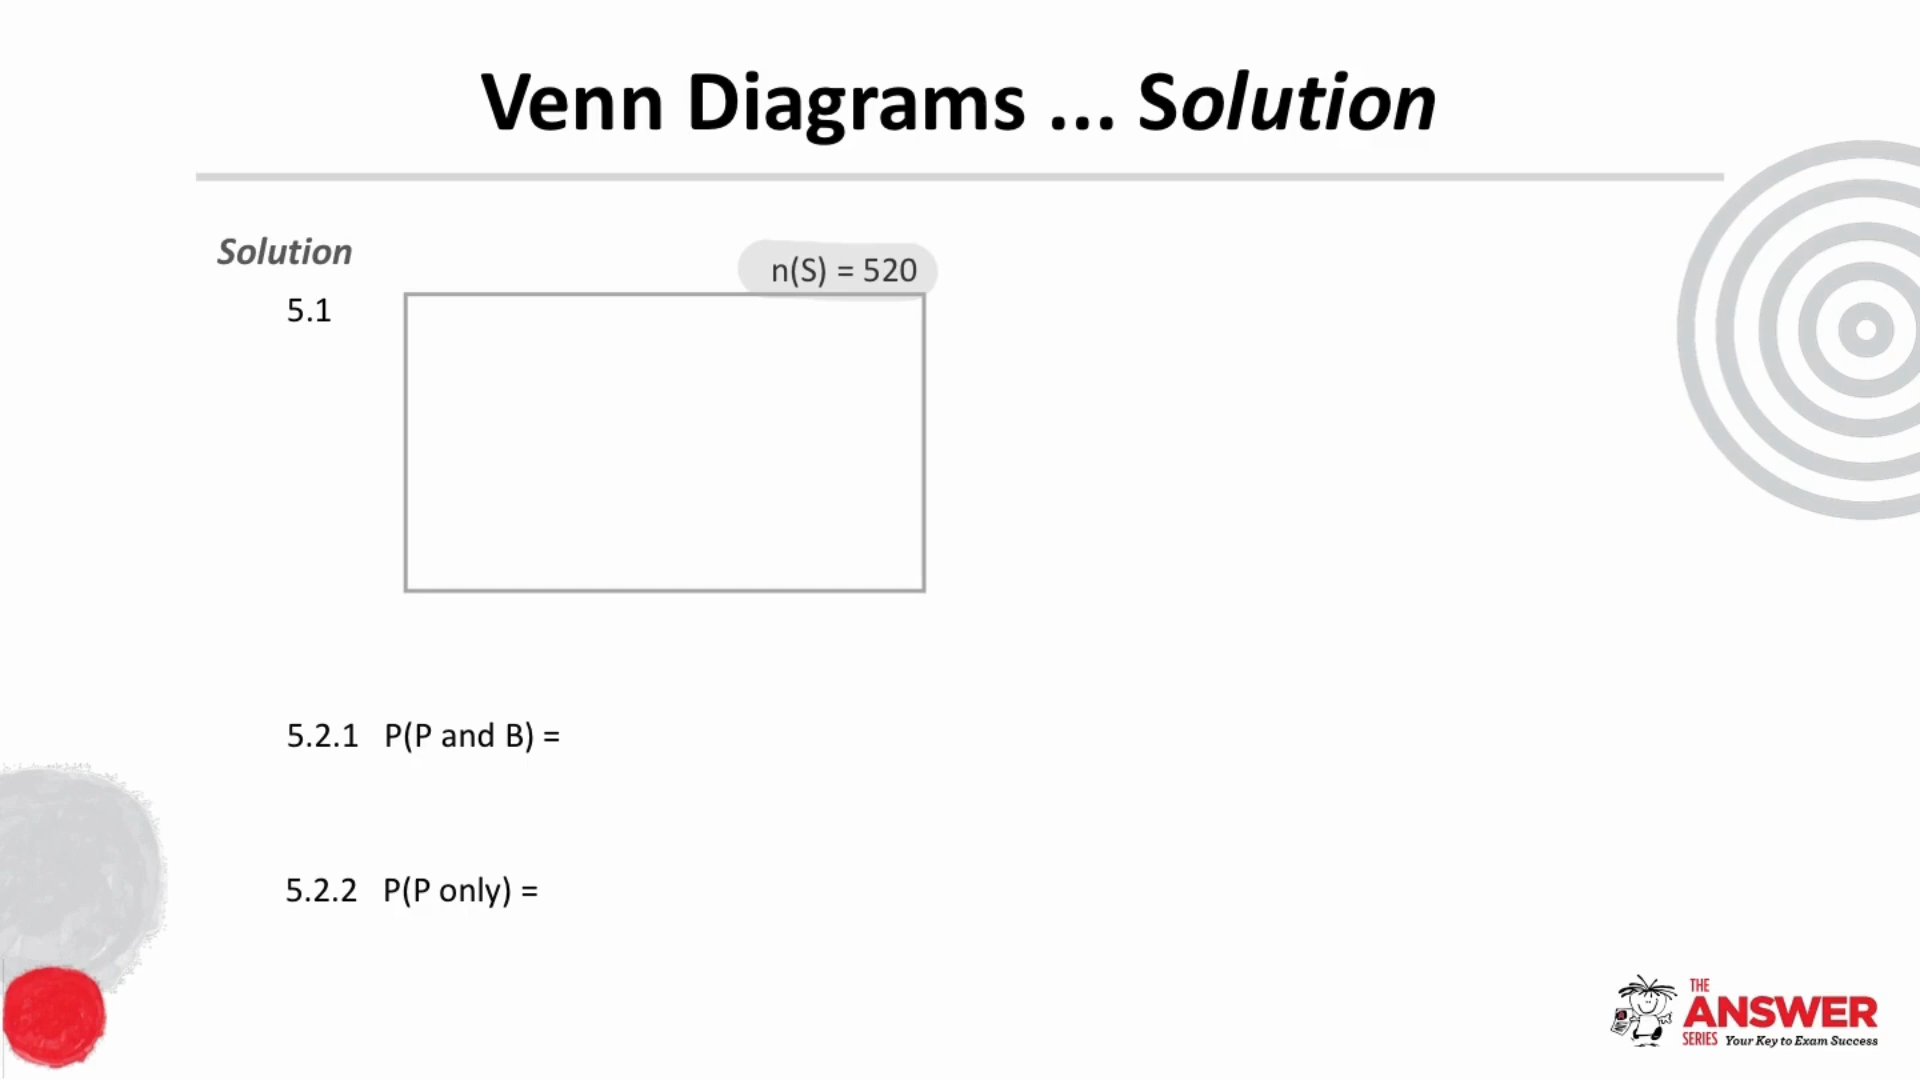 Venn Diagrams ... Solution
Solution
n(S) = 520
5.1
5.2.1 P(P and B) =
5.2.2 P(P only) =
THE
ANSWER
SERIES Your Key to Exam Success